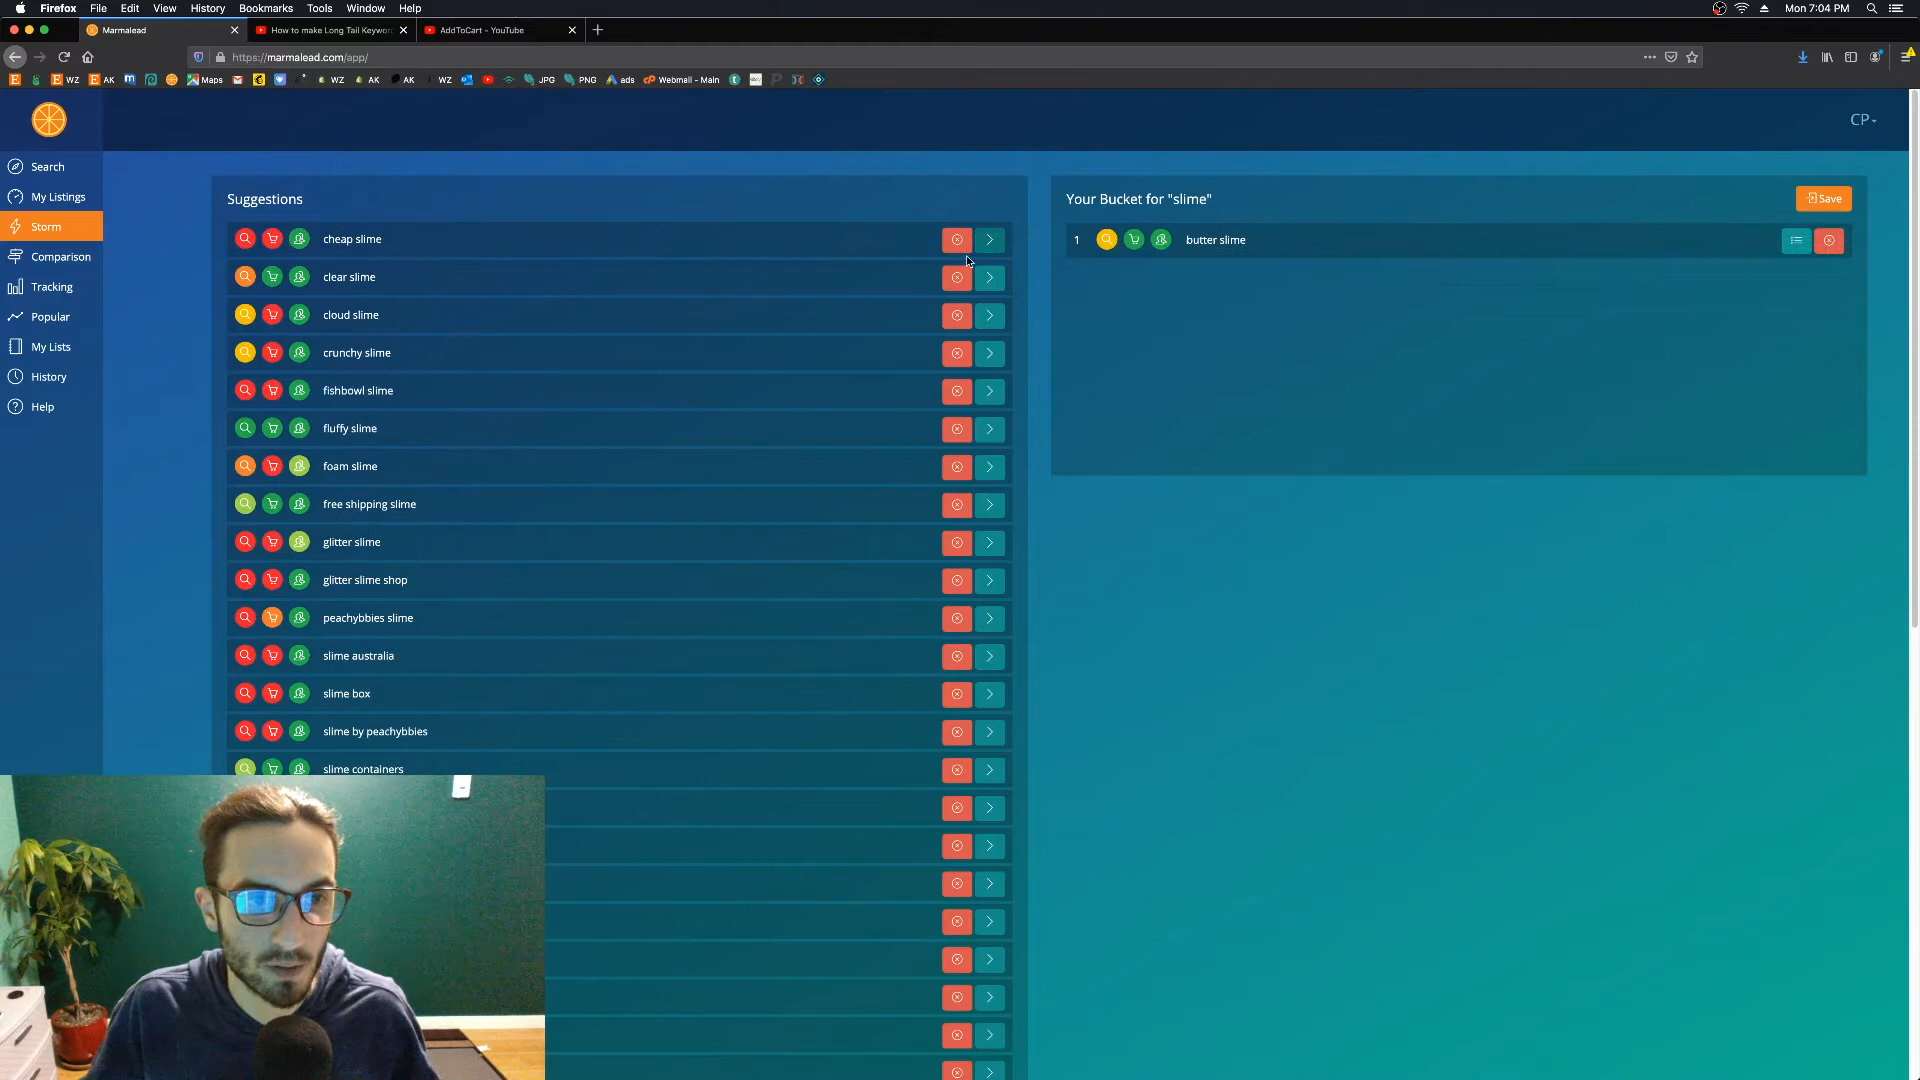 Firefox File Edit View History Bookmarks Tools Window Help Mon 7:04 PM
Marmalead How to make Long Tail Keywor AddToCart - YouTube
https://marmalead.com/app/
WZ AK Maps WZ AK AK WZ JPG PNG ads Webmail - Main
CP
Search
My Listings
Storm
Comparison
Tracking
Popular
My Lists
History
Help
Suggestions
cheap slime
clear slime
cloud slime
crunchy slime
fishbowl slime
fluffy slime
foam slime
free shipping slime
glitter slime
glitter slime shop
peachybbies slime
slime australia
slime box
slime by peachybbies
slime containers
Your Bucket for "slime"
Save
1 butter slime